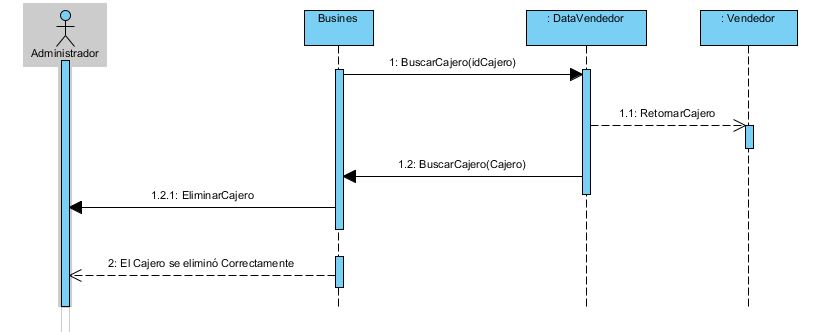 Administrador
Busines
: DataVendedor
: Vendedor
1: BuscarCajero(idCajero)
1.1: RetornarCajero
1.2: BuscarCajero(Cajero)
1.2.1: EliminarCajero
2: El Cajero se eliminó Correctamente